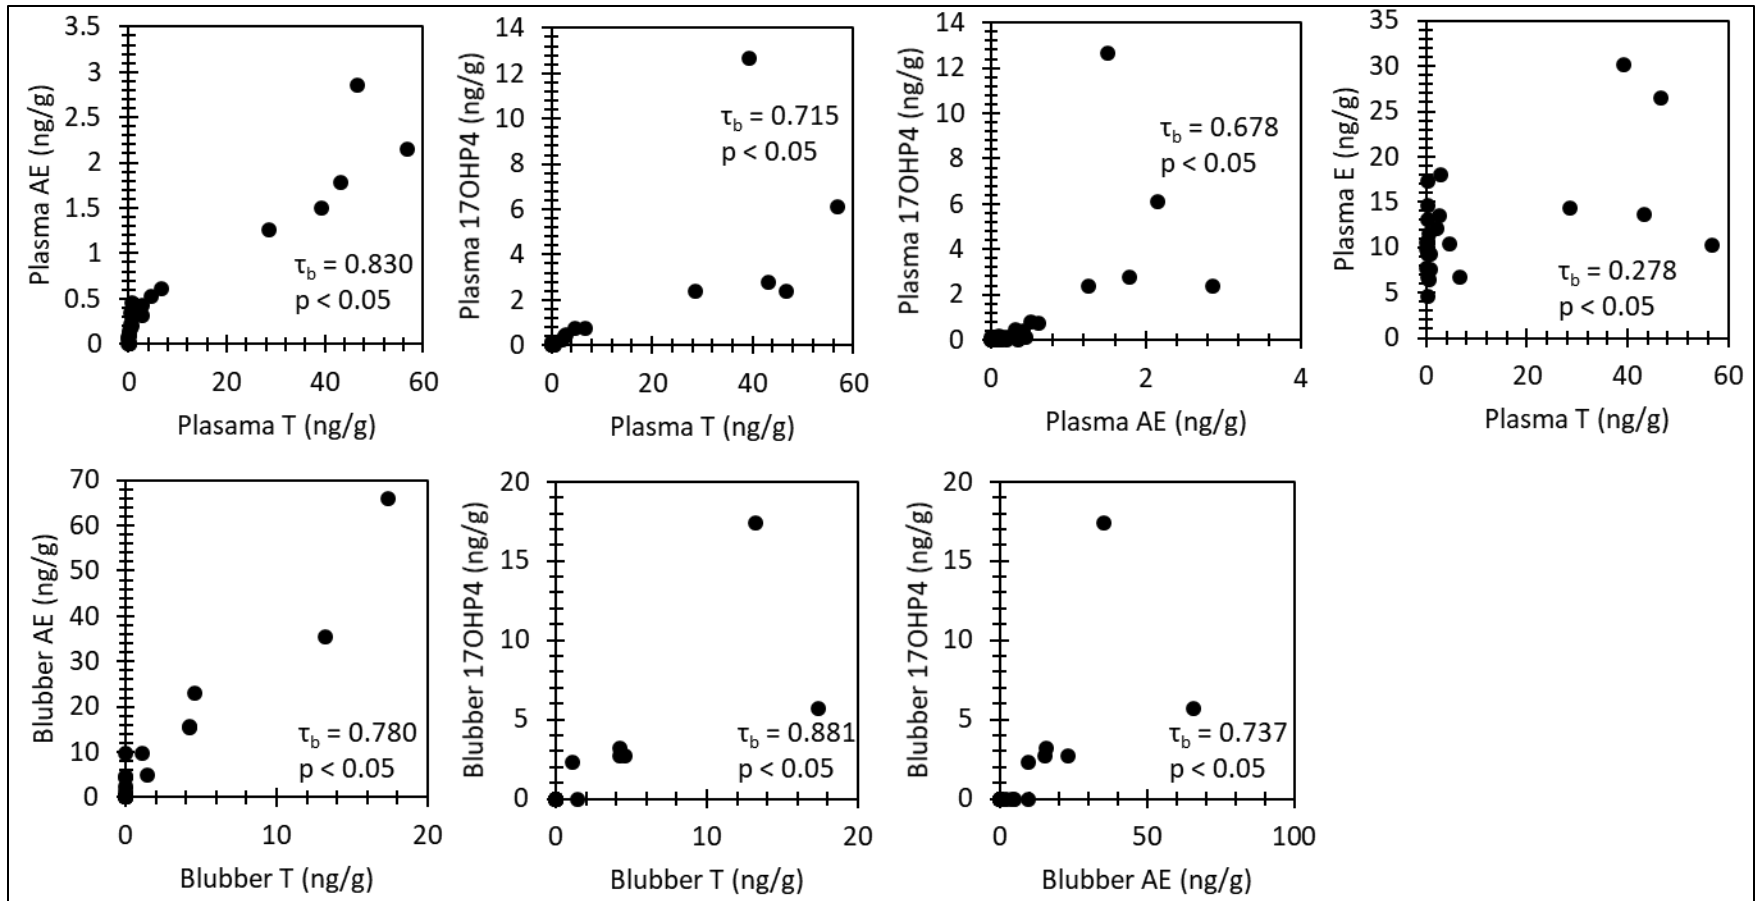 Plasma AE (ng/g)
3.5
3
2.5
2
1.5
1
0.5
0
τb = 0.830
p < 0.05
0 20 40 60
Plasama T (ng/g)
Plasma 17OHP4 (ng/g)
14
12
10
8
6
4
2
0
τb = 0.715
p < 0.05
0 20 40 60
Plasma T (ng/g)
Plasma 17OHP4 (ng/g)
14
12
10
8
6
4
2
0
τb = 0.678
p < 0.05
0 2 4
Plasma AE (ng/g)
Plasma E (ng/g)
35
30
25
20
15
10
5
0
τb = 0.278
p < 0.05
0 20 40 60
Plasma T (ng/g)
Blubber AE (ng/g)
70
60
50
40
30
20
10
0
τb = 0.780
p < 0.05
0 10 20
Blubber T (ng/g)
Blubber 17OHP4 (ng/g)
20
15
10
5
0
τb = 0.881
p < 0.05
0 10 20
Blubber T (ng/g)
Blubber 17OHP4 (ng/g)
20
15
10
5
0
τb = 0.737
p < 0.05
0 50 100
Blubber AE (ng/g)